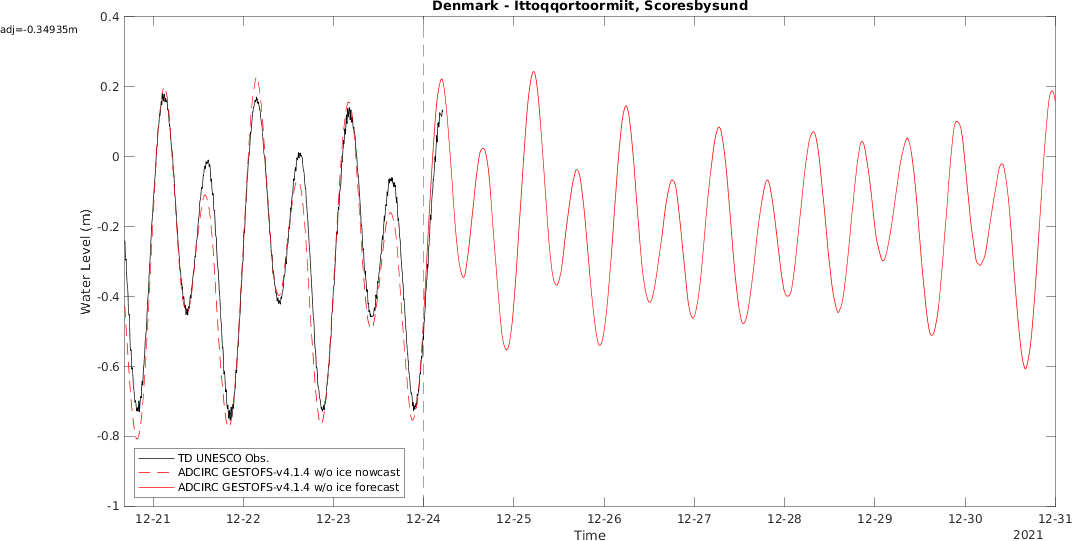 Denmark - Ittoqqortoormiit, Scoresbysund
adj=-0.34935m
0.4
0.2
0
-0.2
-0.4
-0.6
-0.8
-1
Water Level (m)
TD UNESCO Obs.
ADCIRC GESTOFS-v4.1.4 w/o ice nowcast
ADCIRC GESTOFS-v4.1.4 w/o ice forecast
12-21 12-22 12-23 12-24 12-25 12-26 12-27 12-28 12-29 12-30 12-31
Time
2021